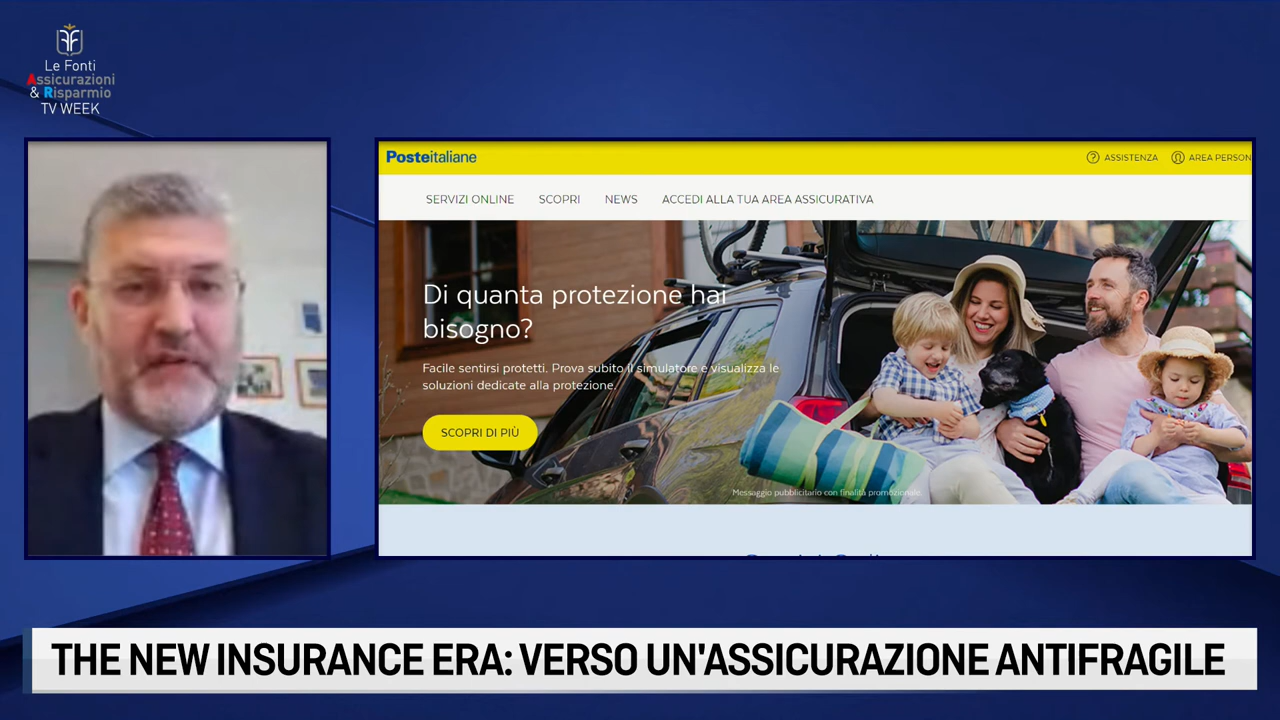 Le Fonti
Assicurazioni
& Risparmio
TV WEEK
Posteitaliane
ASSISTENZA
AREA PERSON
SERVIZI ONLINE
SCOPRI
NEWS
ACCEDI ALLA TUA AREA ASSICURATIVA
Di quanta protezione hai
bisogno?
Facile sentirsi protetti. Prova subito il simulatore e visualizza le
soluzioni dedicate alla protezione.
SCOPRI DI PIÙ
Messaggio pubblicitario con finalità promozionale.
THE NEW INSURANCE ERA: VERSO UN'ASSICURAZIONE ANTIFRAGILE